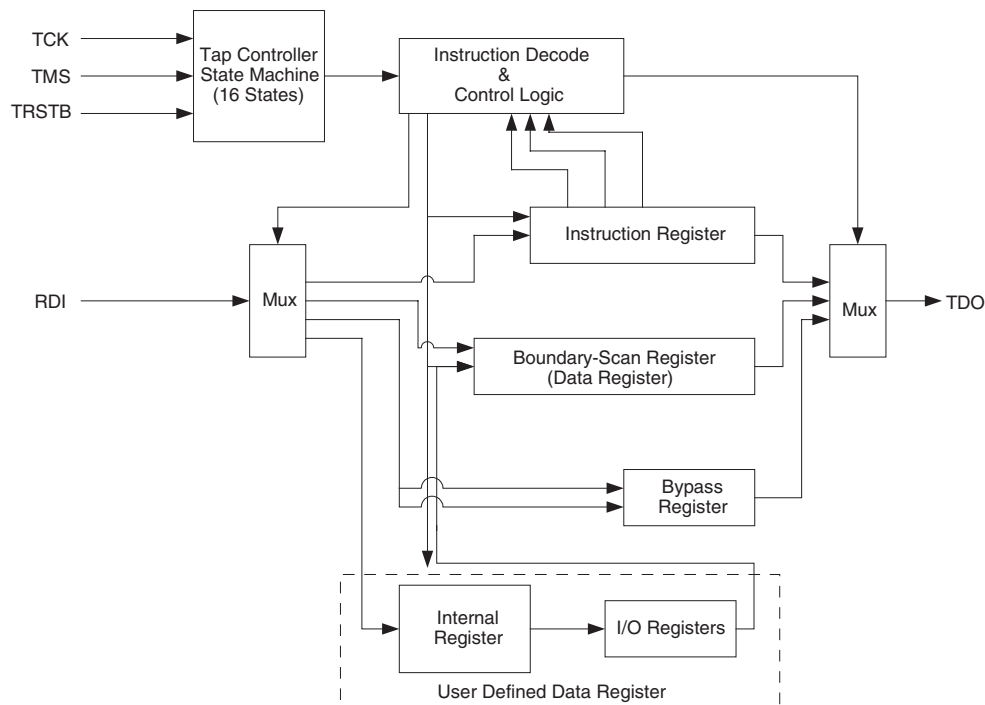 TCK
TMS
TRSTB
Tap Controller
State Machine
(16 States)
Instruction Decode
&
Control Logic
Instruction Register
RDI
Mux
Mux
TDO
Boundary-Scan Register
(Data Register)
Bypass
Register
Internal
Register
I/O Registers
User Defined Data Register